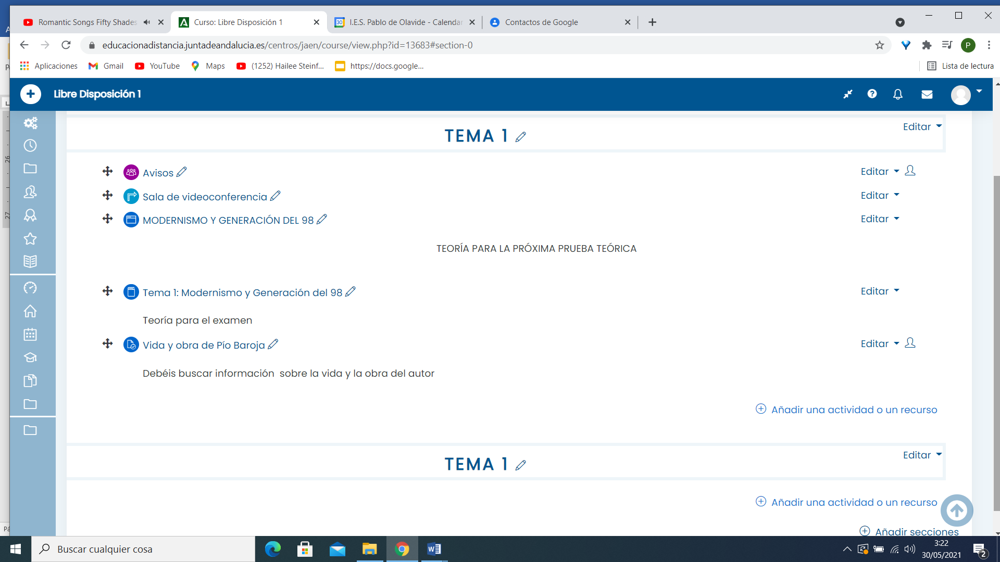 Romantic Songs Fifty Shades
Curso: Libre Disposición 1
30
I.E.S. Pablo de Olavide - Calendar
Contactos de Google
educacionadistancia.juntadeandalucia.es/centros/jaen/course/view.php?id=13683#section-0
P
Aplicaciones
Gmail
YouTube
Maps
(1252) Hailee Steinf...
https://docs.google...
Lista de lectura
Libre Disposición 1
TEMA 1
Editar
Avisos
Editar
Sala de videoconferencia
Editar
MODERNISMO Y GENERACIÓN DEL 98
Editar
TEORÍA PARA LA PRÓXIMA PRUEBA TEÓRICA
Tema 1: Modernismo y Generación del 98
Editar
Teoría para el examen
Vida y obra de Pío Baroja
Editar
Debéis buscar información  sobre la vida y la obra del autor
Añadir una actividad o un recurso
TEMA 1
Editar
Añadir una actividad o un recurso
Añadir secciones
26
27
Buscar cualquier cosa
3:22
30/05/2021
2